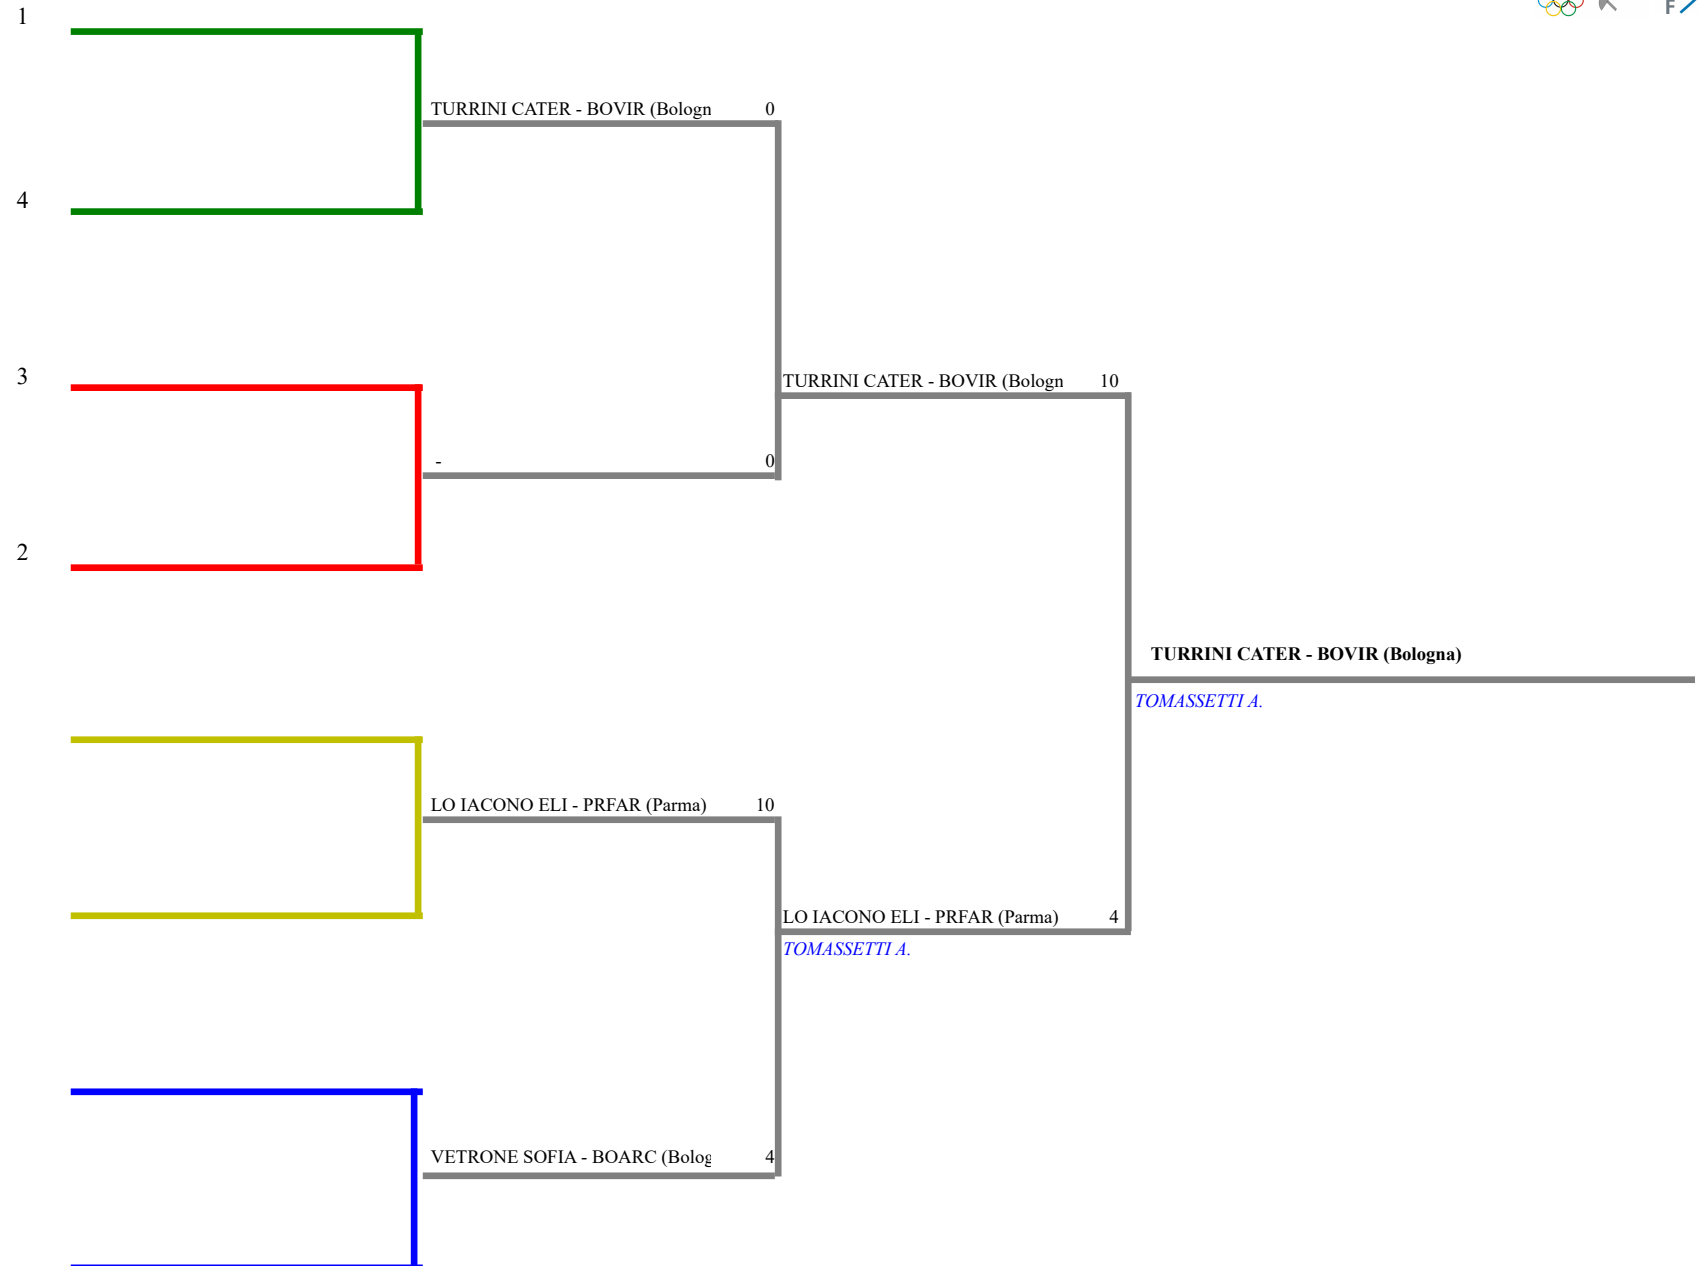 1
F
TURRINI CATER - BOVIR (Bologn 0
4
3
TURRINI CATER - BOVIR (Bologn 10
- 0
2
TURRINI CATER - BOVIR (Bologna)
TOMASSETTI A.
LO IACONO ELI - PRFAR (Parma) 10
LO IACONO ELI - PRFAR (Parma) 4
TOMASSETTI A.
VETRONE SOFIA - BOARC (Bolog 4